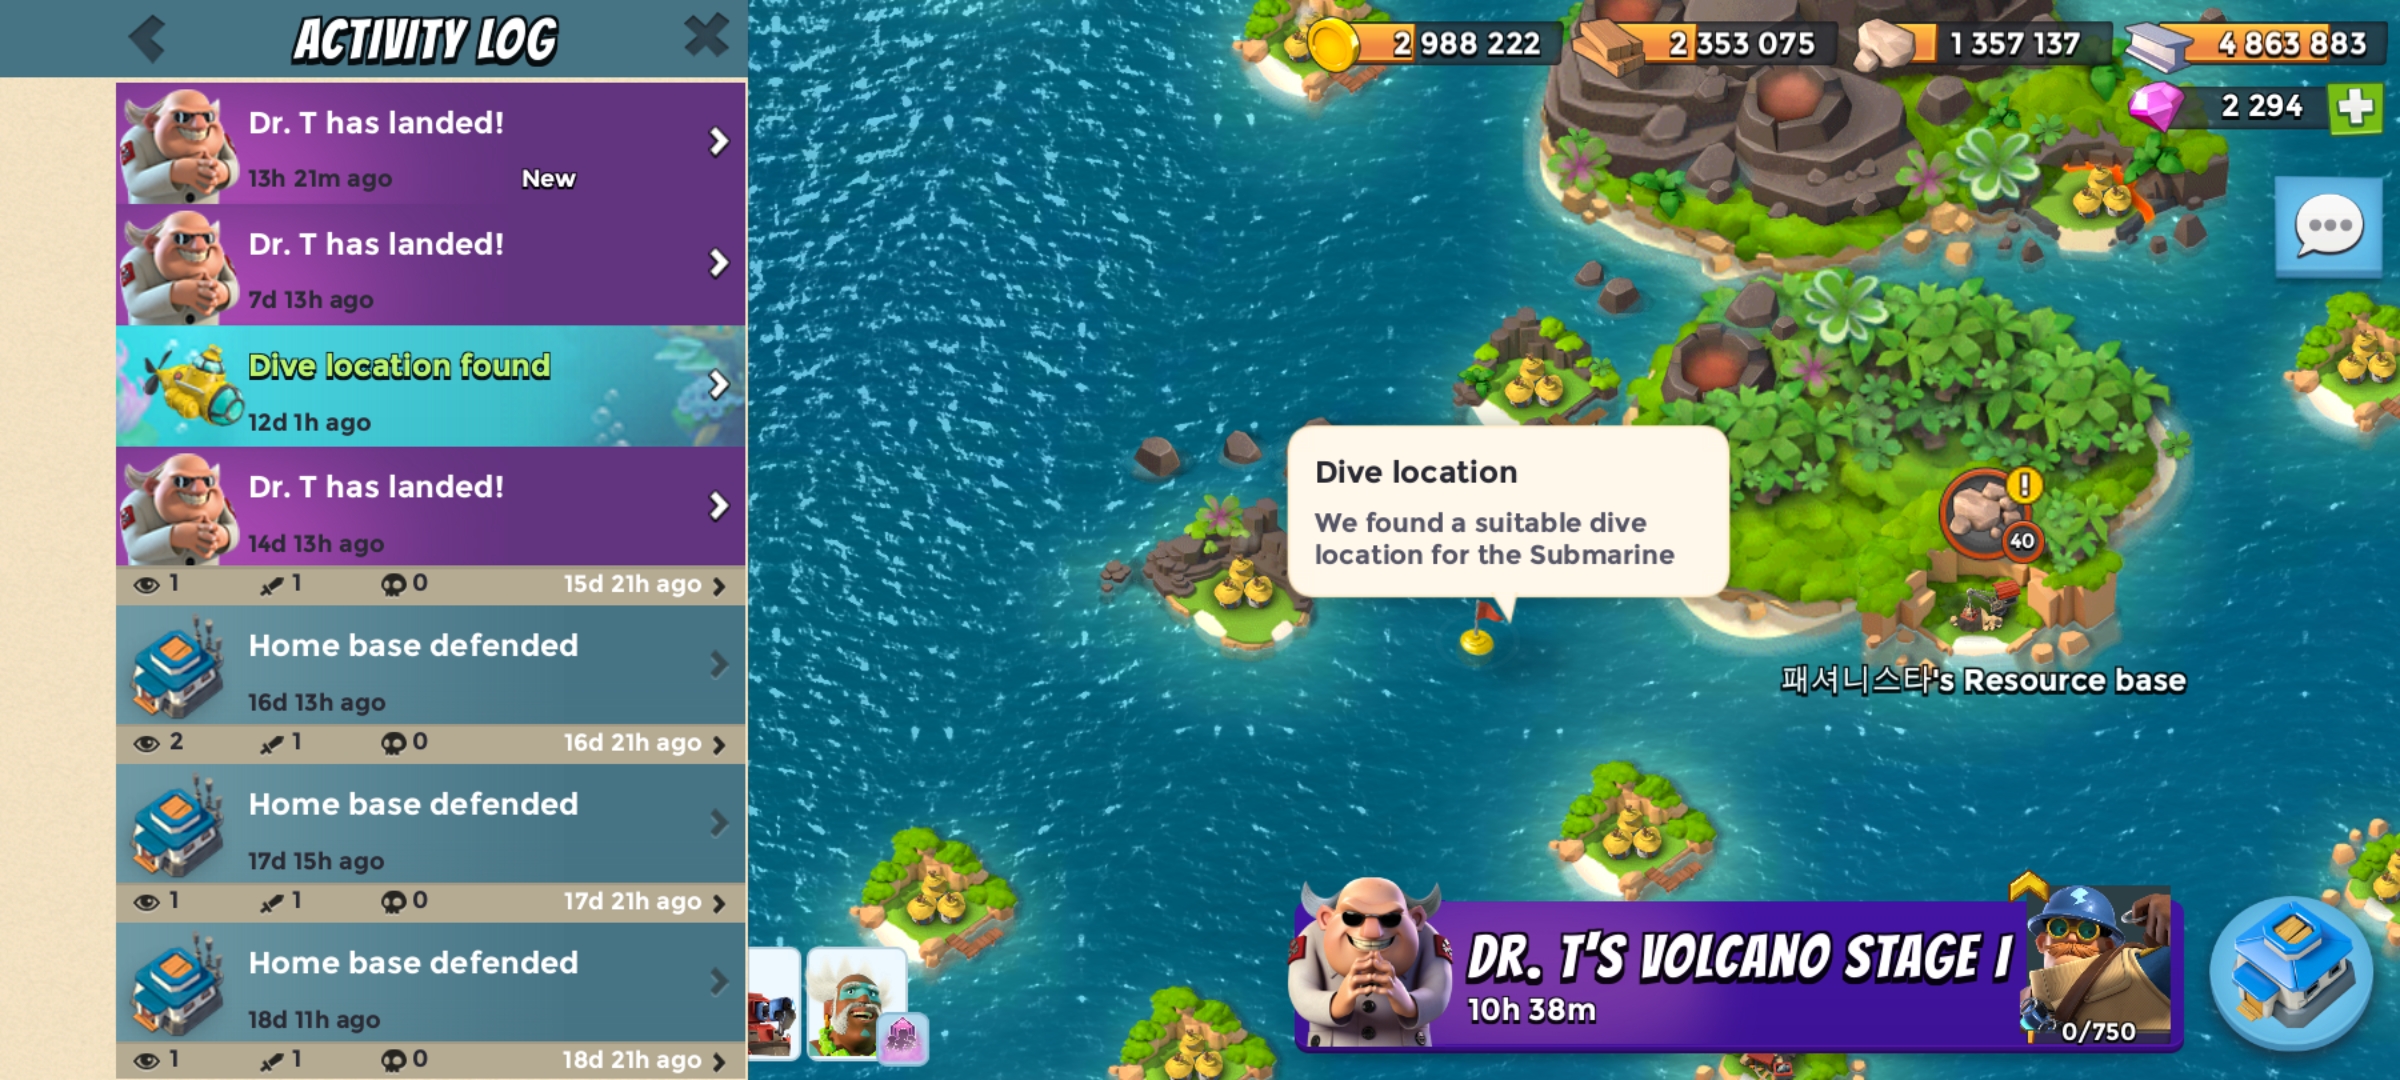 ACTIVITY LOG
Dr. T has landed!
13h 21m ago
New
Dr. T has landed!
7d 13h ago
Dive location found
12d 1h ago
Dr. T has landed!
14d 13h ago
1 1 0 15d 21h ago
Home base defended
16d 13h ago
2 1 0 16d 21h ago
Home base defended
17d 15h ago
1 1 0 17d 21h ago
Home base defended
18d 11h ago
1 1 0 18d 21h ago
2 988 222
2 353 075
1 357 137
4 863 883
2 294
Dive location
We found a suitable dive
location for the Submarine
!
40
패셔니스타's Resource base
DR. T'S VOLCANO STAGE I
10h 38m
0/750